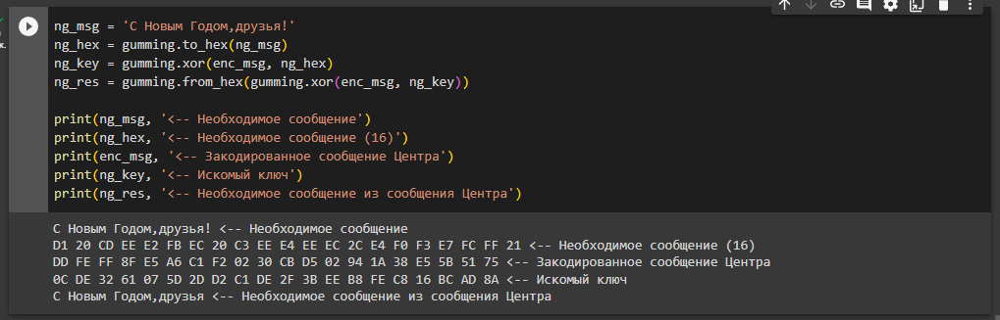 ng_msg = 'С Новым Годом,друзья!'
ng_hex = gumming.to_hex(ng_msg)
ng_key = gumming.xor(enc_msg, ng_hex)
ng_res = gumming.from_hex(gumming.xor(enc_msg, ng_key))
print(ng_msg, '<-- Необходимое сообщение')
print(ng_hex, '<-- Необходимое сообщение (16)')
print(enc_msg, '<-- Закодированное сообщение Центра')
print(ng_key, '<-- Искомый ключ')
print(ng_res, '<-- Необходимое сообщение из сообщения Центра')
С Новым Годом,друзья! <-- Необходимое сообщение
D1 20 CD EE E2 FB EC 20 C3 EE E4 EE EC 2C E4 F0 F3 E7 FC FF 21 <-- Необходимое сообщение (16)
DD FE FF 8F E5 A6 C1 F2 02 30 CB D5 02 94 1A 38 E5 5B 51 75 <-- Закодированное сообщение Центра
0C DE 32 61 07 5D 2D D2 C1 DE 2F 3B EE B8 FE C8 16 BC AD 8A <-- Искомый ключ
С Новым Годом,друзья <-- Необходимое сообщение из сообщения Центра